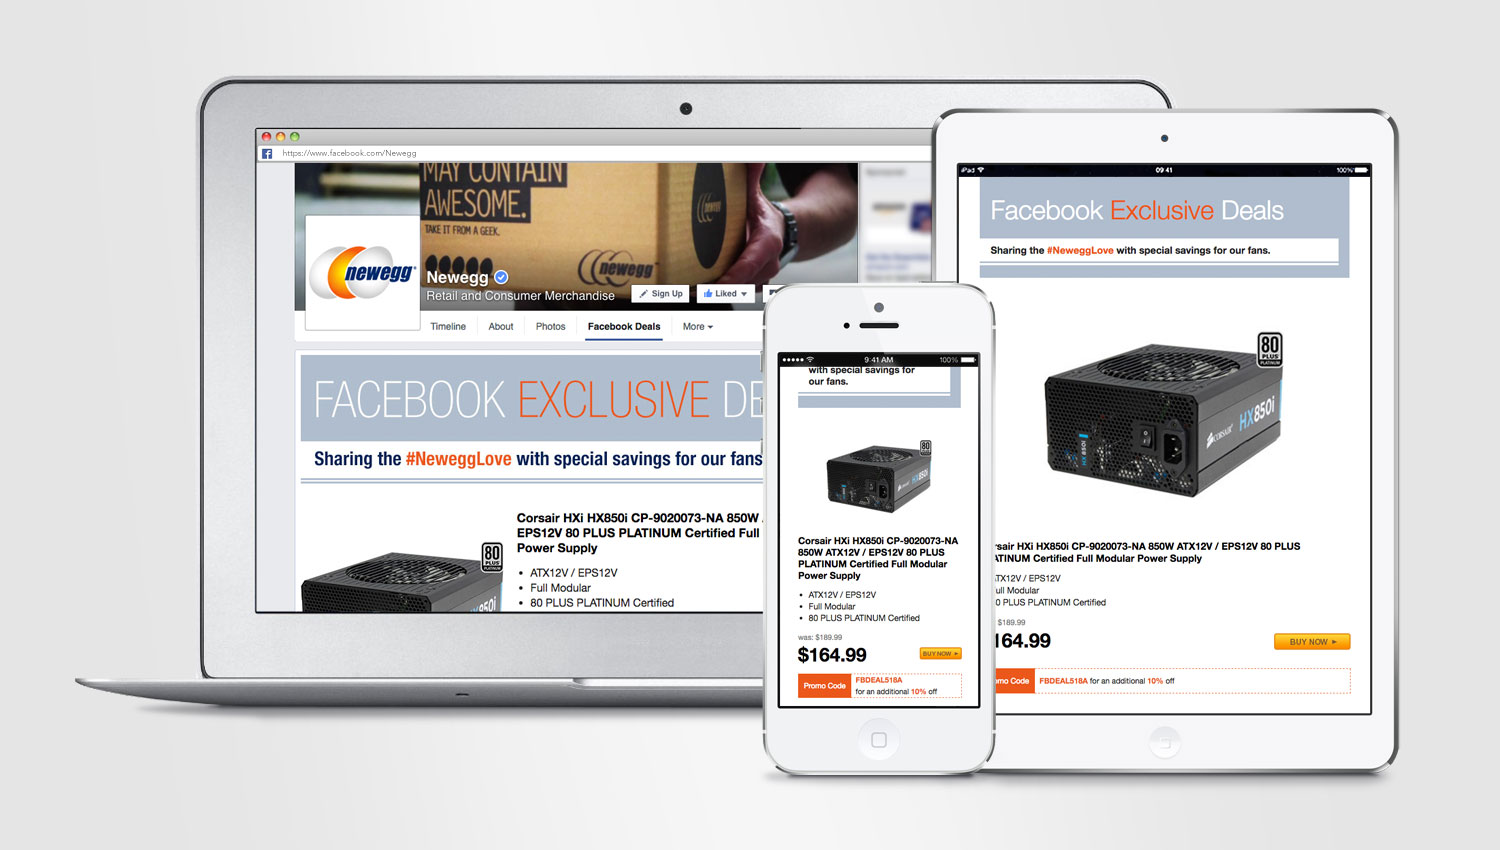 https://www.facebook.com/Newegg
MAY CONTAIN
AWESOME.
TAKE IT FROM A GEEK.
newegg
newegg
newegg
Newegg
Retail and Consumer Merchandise
Sign Up
Liked
Timeline
About
Photos
Facebook Deals
More
FACEBOOK EXCLUSIVE DE
Sharing the #NeweggLove with special savings for our fans
Corsair HXi HX850i CP-9020073-NA 850W
EPS12V 80 PLUS PLATINUM Certified Full
Power Supply
• ATX12V / EPS12V
• Full Modular
• 80 PLUS PLATINUM Certified
80
PLUS
PLATINUM
HX850i
9:41 AM
100%
with special savings for
our fans.
80
HX850i
Corsair HXi HX850i CP-9020073-NA
850W ATX12V / EPS12V 80 PLUS
PLATINUM Certified Full Modular
Power Supply
• ATX12V / EPS12V
• Full Modular
• 80 PLUS PLATINUM Certified
was: $189.99
$164.99
BUY NOW
Promo Code
FBDEAL518A
for an additional 10% off
iPad
09 41
100%
Facebook Exclusive Deals
Sharing the #NeweggLove with special savings for our fans.
80
PLUS
PLATINUM
HX 850i
CORSAIR
HX850i
rsair HXi HX850i CP-9020073-NA 850W ATX12V / EPS12V 80 PLUS
ATINUM Certified Full Modular Power Supply
TX12V / EPS12V
ull Modular
0 PLUS PLATINUM Certified
$189.99
164.99
BUY NOW
mo Code
FBDEAL518A for an additional 10% off